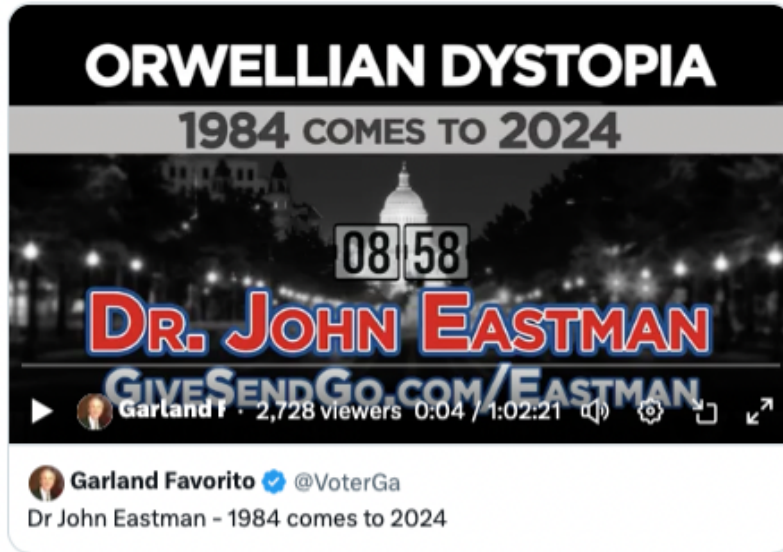 ORWELLIAN DYSTOPIA
1984 COMES TO 2024
08 58
DR. JOHN EASTMAN
GIVESENDGO.COM/EASTMAN
Garland F · 2,728 viewers 0:04 / 1:02:21
Garland Favorito @VoterGa
Dr John Eastman - 1984 comes to 2024